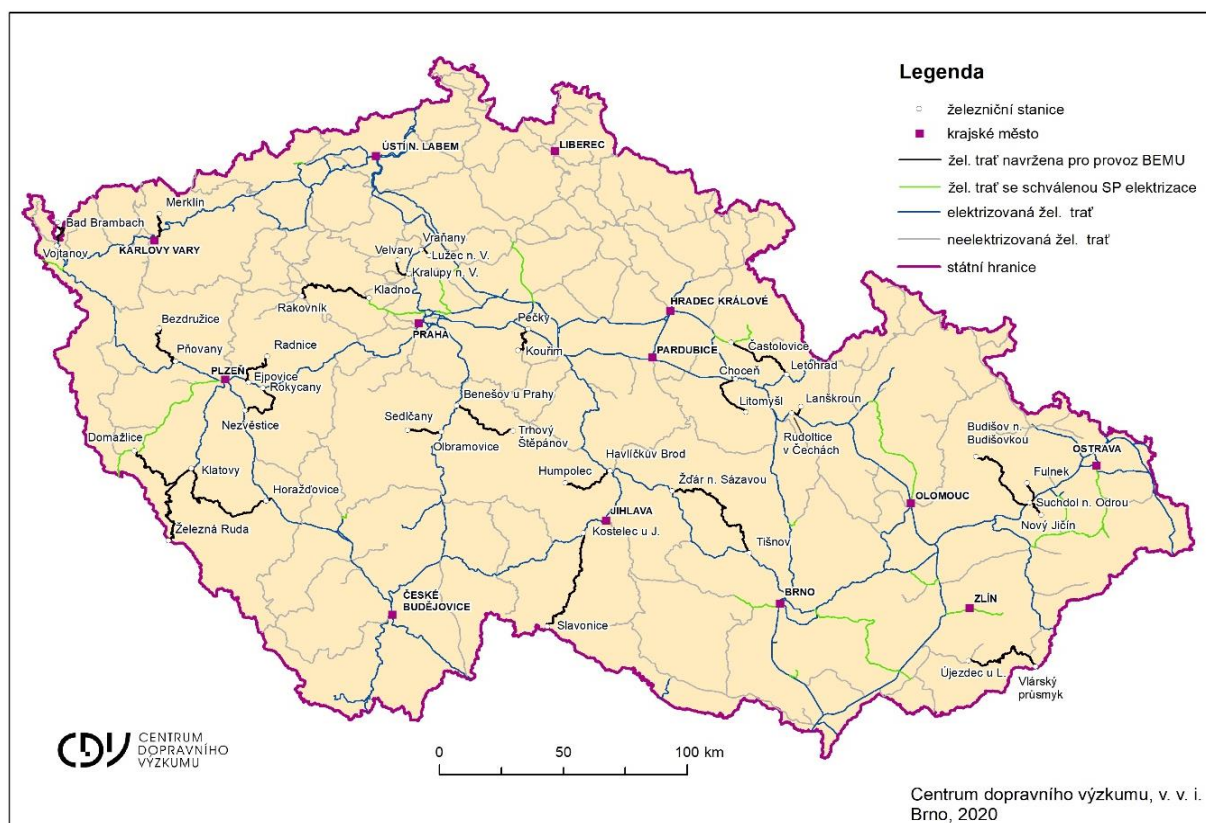 Legenda
železniční stanice
krajské město
žel. trať navržena pro provoz BEMU
žel. trať se schválenou SP elektrizace
elektrizovaná žel. trať
neelektrizovaná žel. trať
státní hranice
ÚSTÍ N. LABEM
LIBEREC
Merklín
Bad Brambach
Vojtanov
KARLOVY VARY
Velvary
Vraňany
Lužec n. V.
Kralupy n. V.
Kladno
Rakovník
HRADEC KRÁLOVÉ
Bezdružice
PRAHA
Pečky
Kouřim
Pňovany
Radnice
PARDUBICE
Častolovice
Choceň
Letohrad
PLZEŇ
Ejpovice
Rokycany
Benešov u Prahy
Litomyšl
Lanškroun
Sedlčany
Nezvěstice
Trhový
Štěpánov
Domažlice
Olbramovice
Rudoltice
v Čechách
Budišov n.
Budišovkou
OSTRAVA
Klatovy
Havlíčkův Brod
Humpolec
Žďár n. Sázavou
Fulnek
Horažďovice
OLOMOUC
Suchdol n. Odrou
JIHLAVA
Nový Jičín
Železná Ruda
Kostelec u J.
Tišnov
ČESKÉ
BUDĚJOVICE
BRNO
ZLÍN
Slavonice
Újezdec u L.
Vlárský
průsmyk
CDV
CENTRUM
DOPRAVNÍHO
VÝZKUMU
0 50 100 km
Centrum dopravního výzkumu, v. v. i.
Brno, 2020